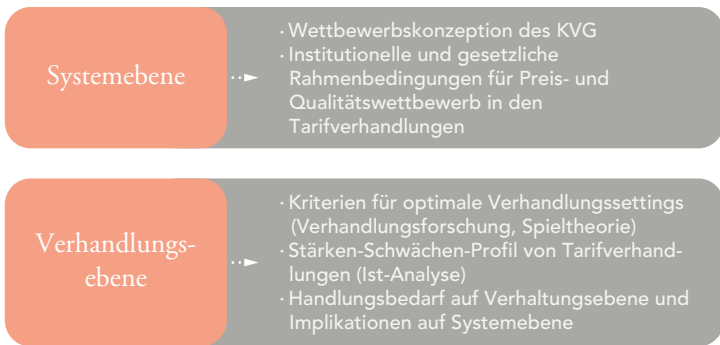 Systemebene
· Wettbewerbskonzeption des KVG
· Institutionelle und gesetzliche
Rahmenbedingungen für Preis- und
Qualitätswettbewerb in den
Tarifverhandlungen
Verhandlungs-
ebene
· Kriterien für optimale Verhandlungssettings
(Verhandlungsforschung, Spieltheorie)
· Stärken-Schwächen-Profil von Tarifverhand-
lungen (Ist-Analyse)
· Handlungsbedarf auf Verhaltungsebene und
Implikationen auf Systemebene